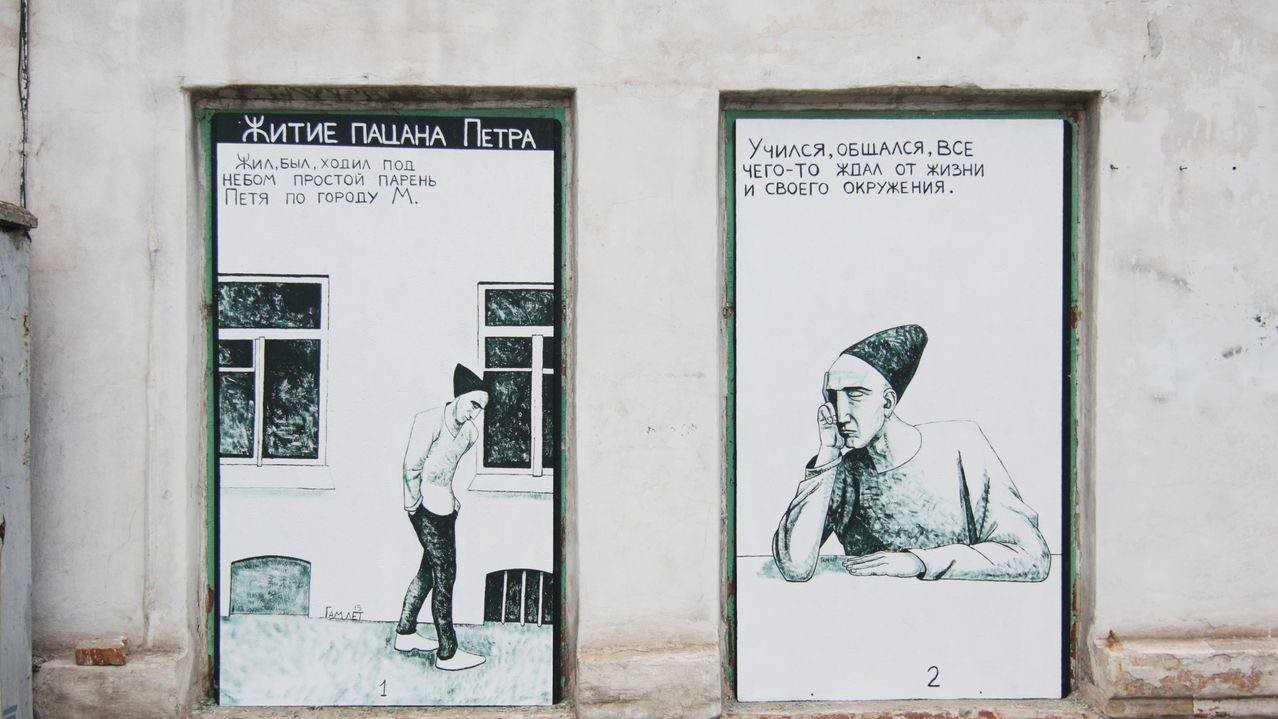 Житие пацана Петра
Жил, был, ходил под
небом простой парень
Петя по городу М.
Гамлет 15
1
Учился, общался, все
чего-то ждал от жизни
и своего окружения.
2